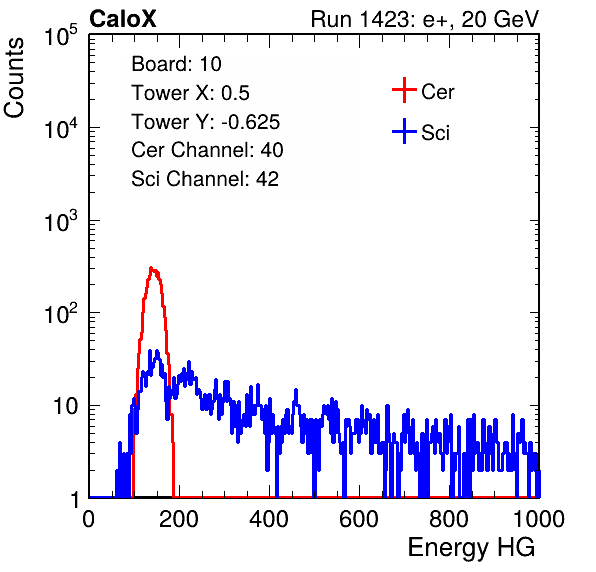 CaloX Run 1423: e+, 20 GeV
Counts
Board: 10
Tower X: 0.5
Tower Y: -0.625
Cer Channel: 40
Sci Channel: 42
Cer
Sci
10^5
10^4
10^3
10^2
10
1
0 200 400 600 800 1000
Energy HG